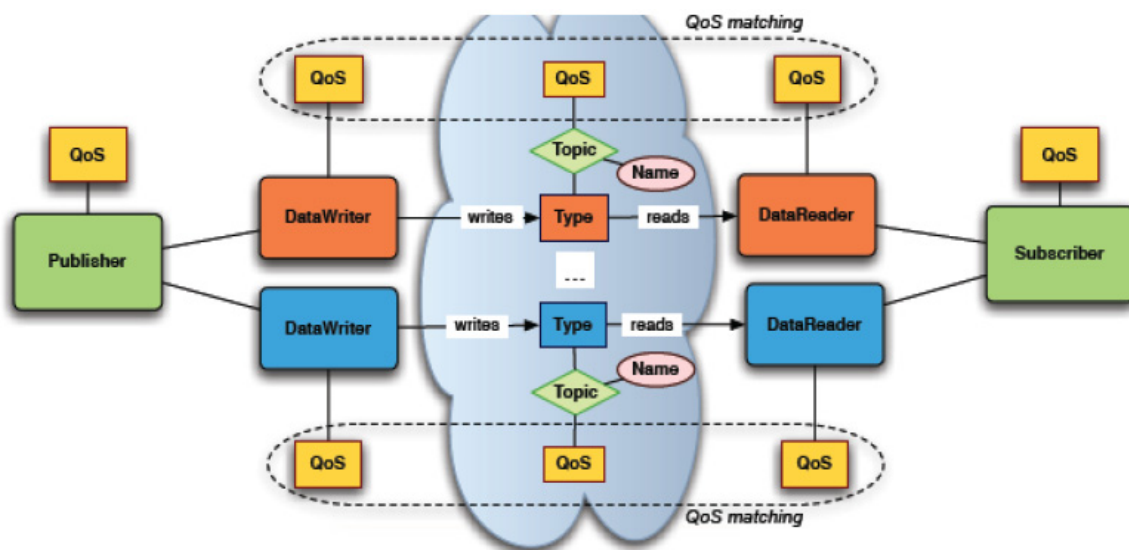 QoS matching
QoS
QoS
QoS
QoS
QoS
Topic
Name
DataWriter
writes
Type
reads
DataReader
Publisher
Subscriber
...
DataWriter
writes
Type
reads
DataReader
Name
Topic
QoS
QoS
QoS
QoS matching